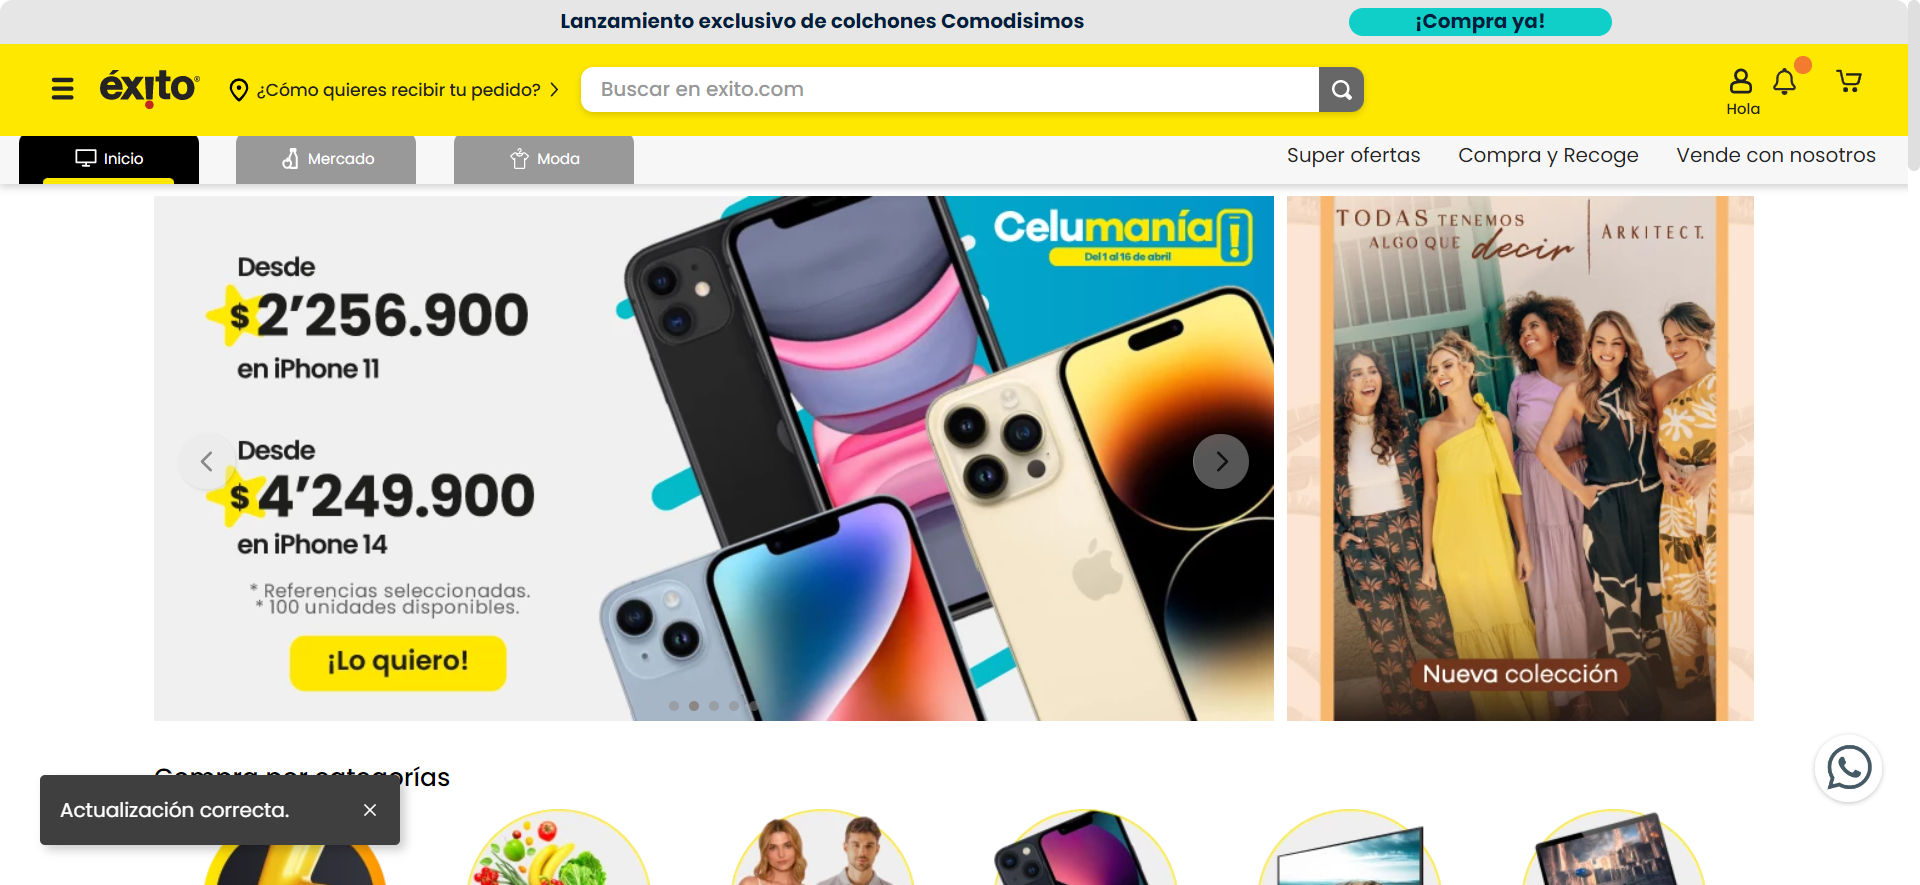 Lanzamiento exclusivo de colchones Comodisimos
¡Compra ya!
éxito
¿Cómo quieres recibir tu pedido?
Buscar en exito.com
Hola
Inicio
Mercado
Moda
Super ofertas
Compra y Recoge
Vende con nosotros
Desde
$2'256.900
en iPhone 11
Desde
$4'249.900
en iPhone 14
* Referencias seleccionadas.
* 100 unidades disponibles.
¡Lo quiero!
Celumanía!
Del 1 al 16 de abril
TODAS TENEMOS
ALGO QUE decir
ARKITECT.
Nueva colección
Compra por categorías
Actualización correcta.